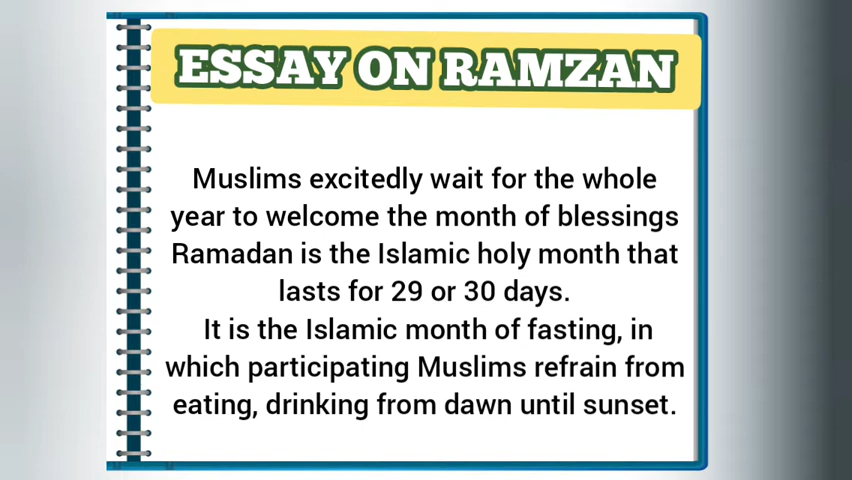 ESSAY ON RAMZAN
Muslims excitedly wait for the whole
year to welcome the month of blessings
Ramadan is the Islamic holy month that
lasts for 29 or 30 days.
It is the Islamic month of fasting, in
which participating Muslims refrain from
eating, drinking from dawn until sunset.